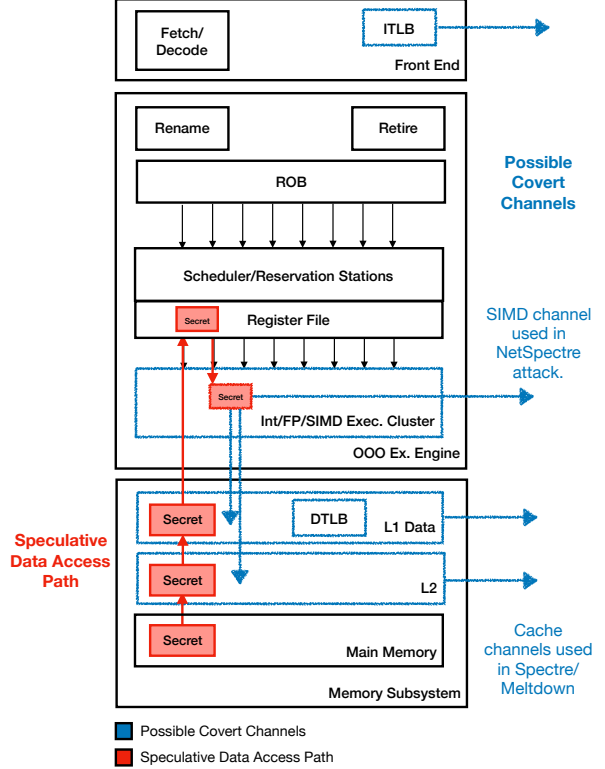 Fetch/
Decode
ITLB
Front End
Rename
Retire
ROB
Possible
Covert
Channels
Scheduler/Reservation Stations
Secret
Register File
SIMD channel
used in
NetSpectre
attack.
Secret
Int/FP/SIMD Exec. Cluster
OOO Ex. Engine
Speculative
Data Access
Path
Secret
DTLB
L1 Data
Secret
L2
Secret
Main Memory
Cache
channels used
in Spectre/
Meltdown
Memory Subsystem
Possible Covert Channels
Speculative Data Access Path